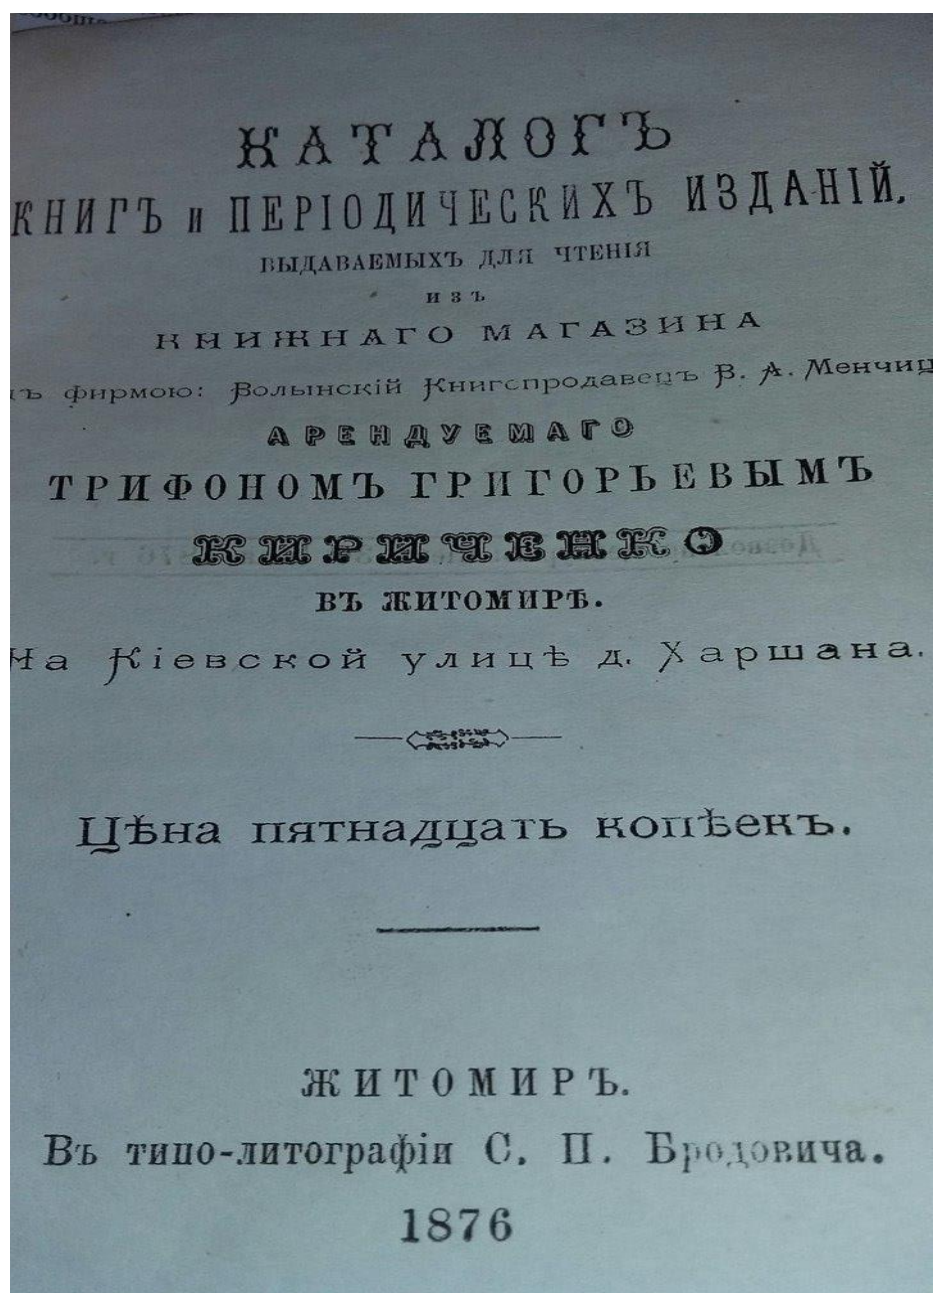 КАТАЛОГЪ
КНИГЪ и ПЕРІОДИЧЕСКИХЪ ИЗДАНІЙ,
ВЫДАВАЕМЫХЪ ДЛЯ ЧТЕНІЯ
ИЗЪ
КНИЖНАГО МАГАЗИНА
фирмою: Волынскій Книгспродавецъ В. А. Менчиц
АРЕНДУЕМАГО
ТРИФОНОМЪ ГРИГОРЬЕВЫМЪ
КИРИЧЕНКО
ВЪ ЖИТОМИРѢ.
На Кіевской улицѣ д. Харшана.
Цѣна пятнадцать копѣекъ.
ЖИТОМИРЪ.
Въ типо-литографіи С. П. Бродовича.
1876